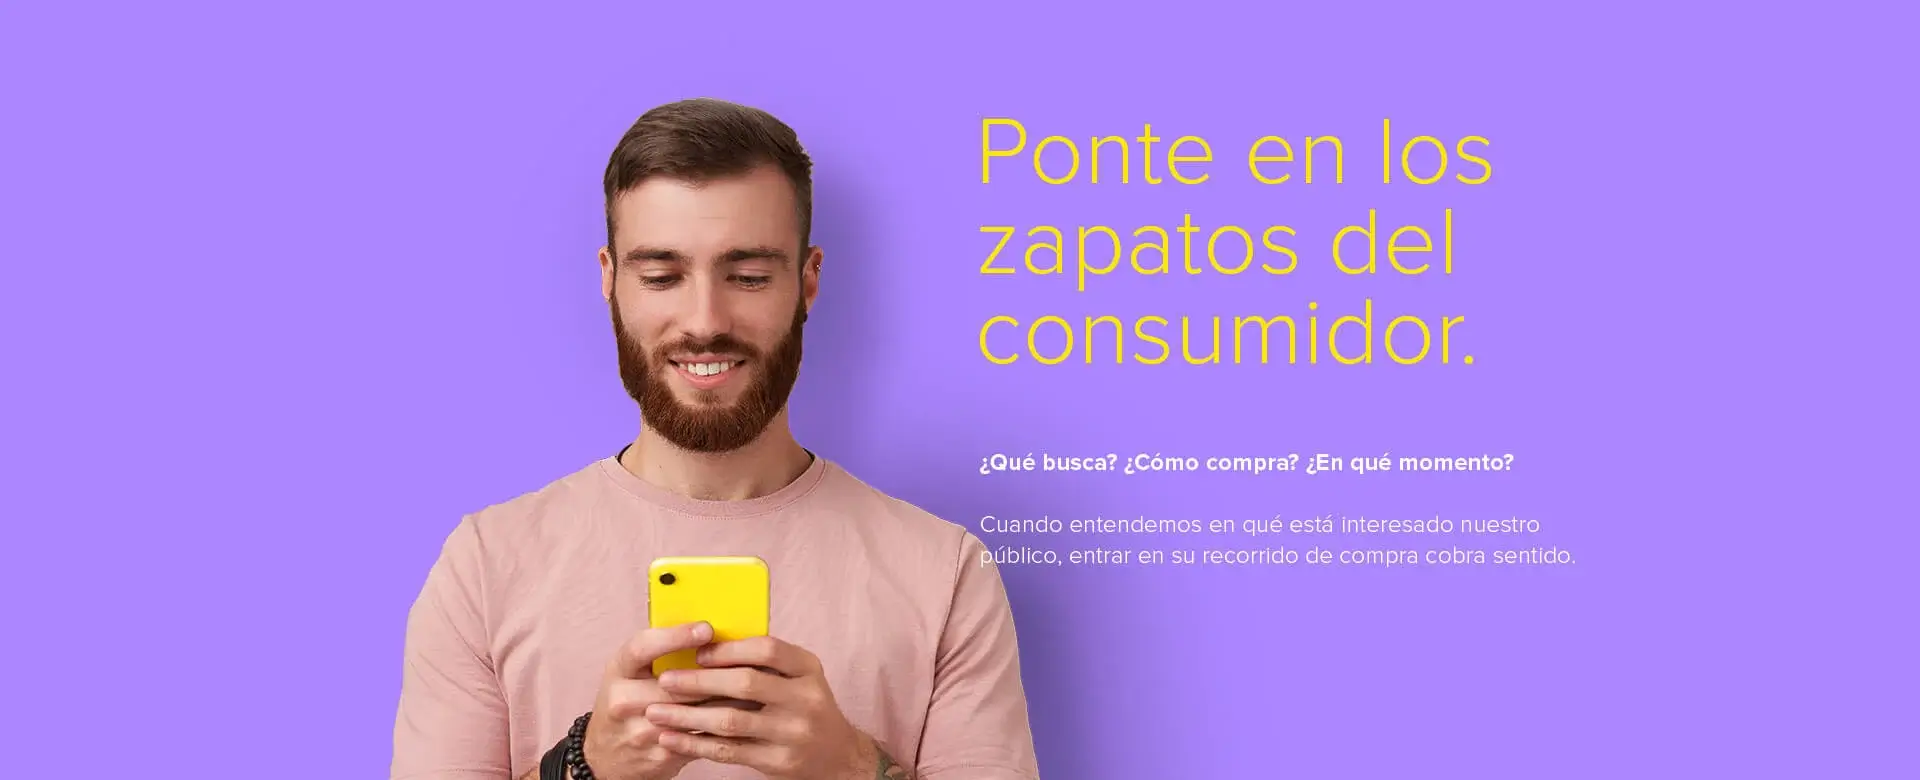 Ponte en los
zapatos del
consumidor.
¿Qué busca? ¿Cómo compra? ¿En qué momento?
Cuando entendemos en qué está interesado nuestro
público, entrar en su recorrido de compra cobra sentido.